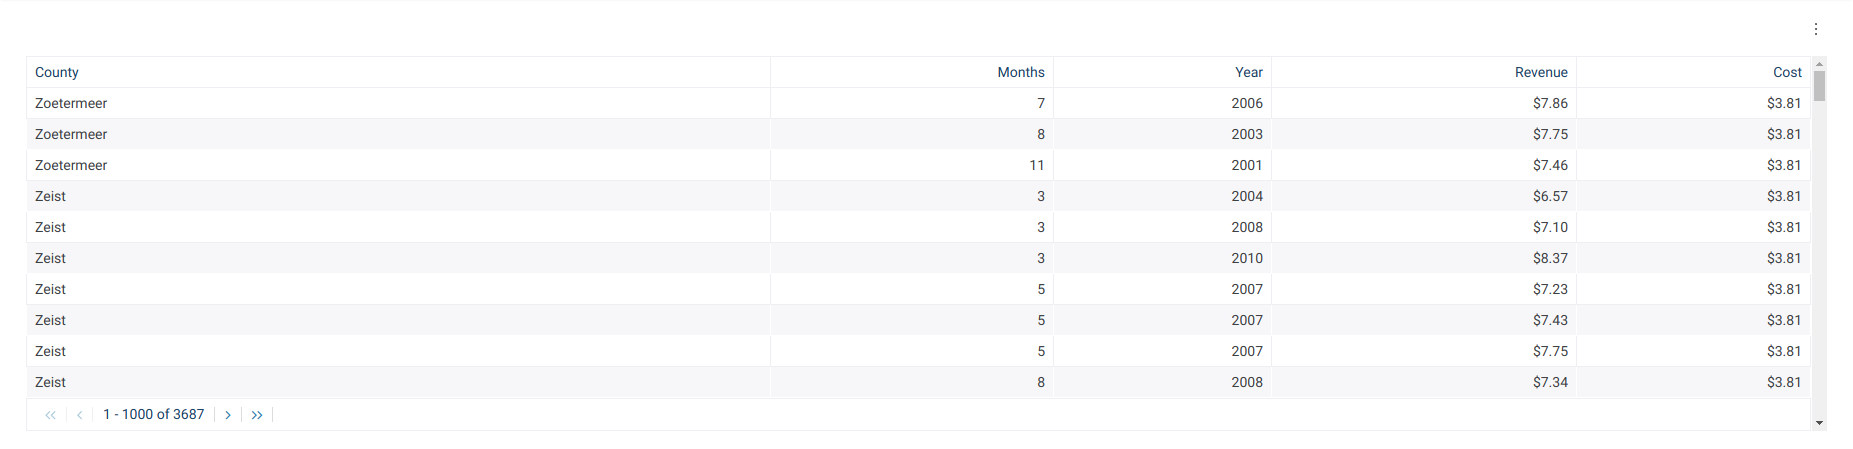 County Months Year Revenue Cost
Zoetermeer 7 2006 $7.86 $3.81
Zoetermeer 8 2003 $7.75 $3.81
Zoetermeer 11 2001 $7.46 $3.81
Zeist 3 2004 $6.57 $3.81
Zeist 3 2008 $7.10 $3.81
Zeist 3 2010 $8.37 $3.81
Zeist 5 2007 $7.23 $3.81
Zeist 5 2007 $7.43 $3.81
Zeist 5 2007 $7.75 $3.81
Zeist 8 2008 $7.34 $3.81
1 - 1000 of 3687